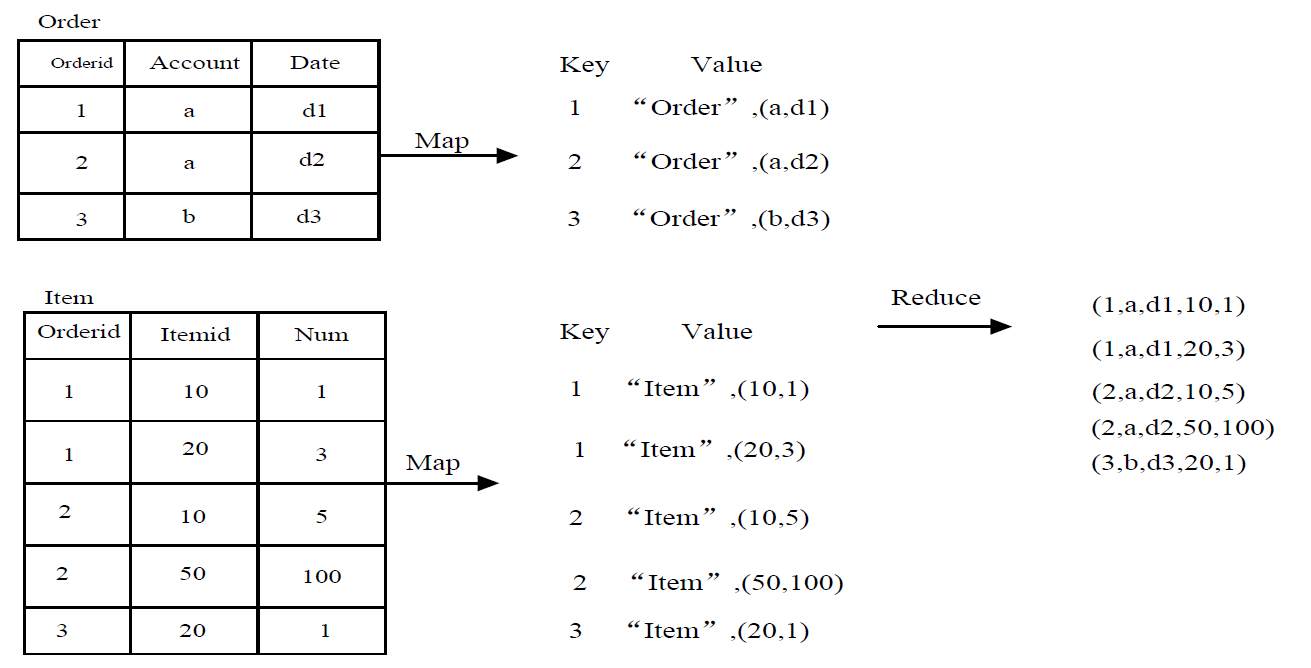 Order
Orderid Account Date
1 a d1
2 a d2
3 b d3
Map
Key Value
1 “Order” ,(a,d1)
2 “Order” ,(a,d2)
3 “Order” ,(b,d3)
Item
Orderid Itemid Num
1 10 1
1 20 3
2 10 5
2 50 100
3 20 1
Map
Key Value
1 “Item” ,(10,1)
1 “Item” ,(20,3)
2 “Item” ,(10,5)
2 “Item” ,(50,100)
3 “Item” ,(20,1)
Reduce
(1,a,d1,10,1)
(1,a,d1,20,3)
(2,a,d2,10,5)
(2,a,d2,50,100)
(3,b,d3,20,1)